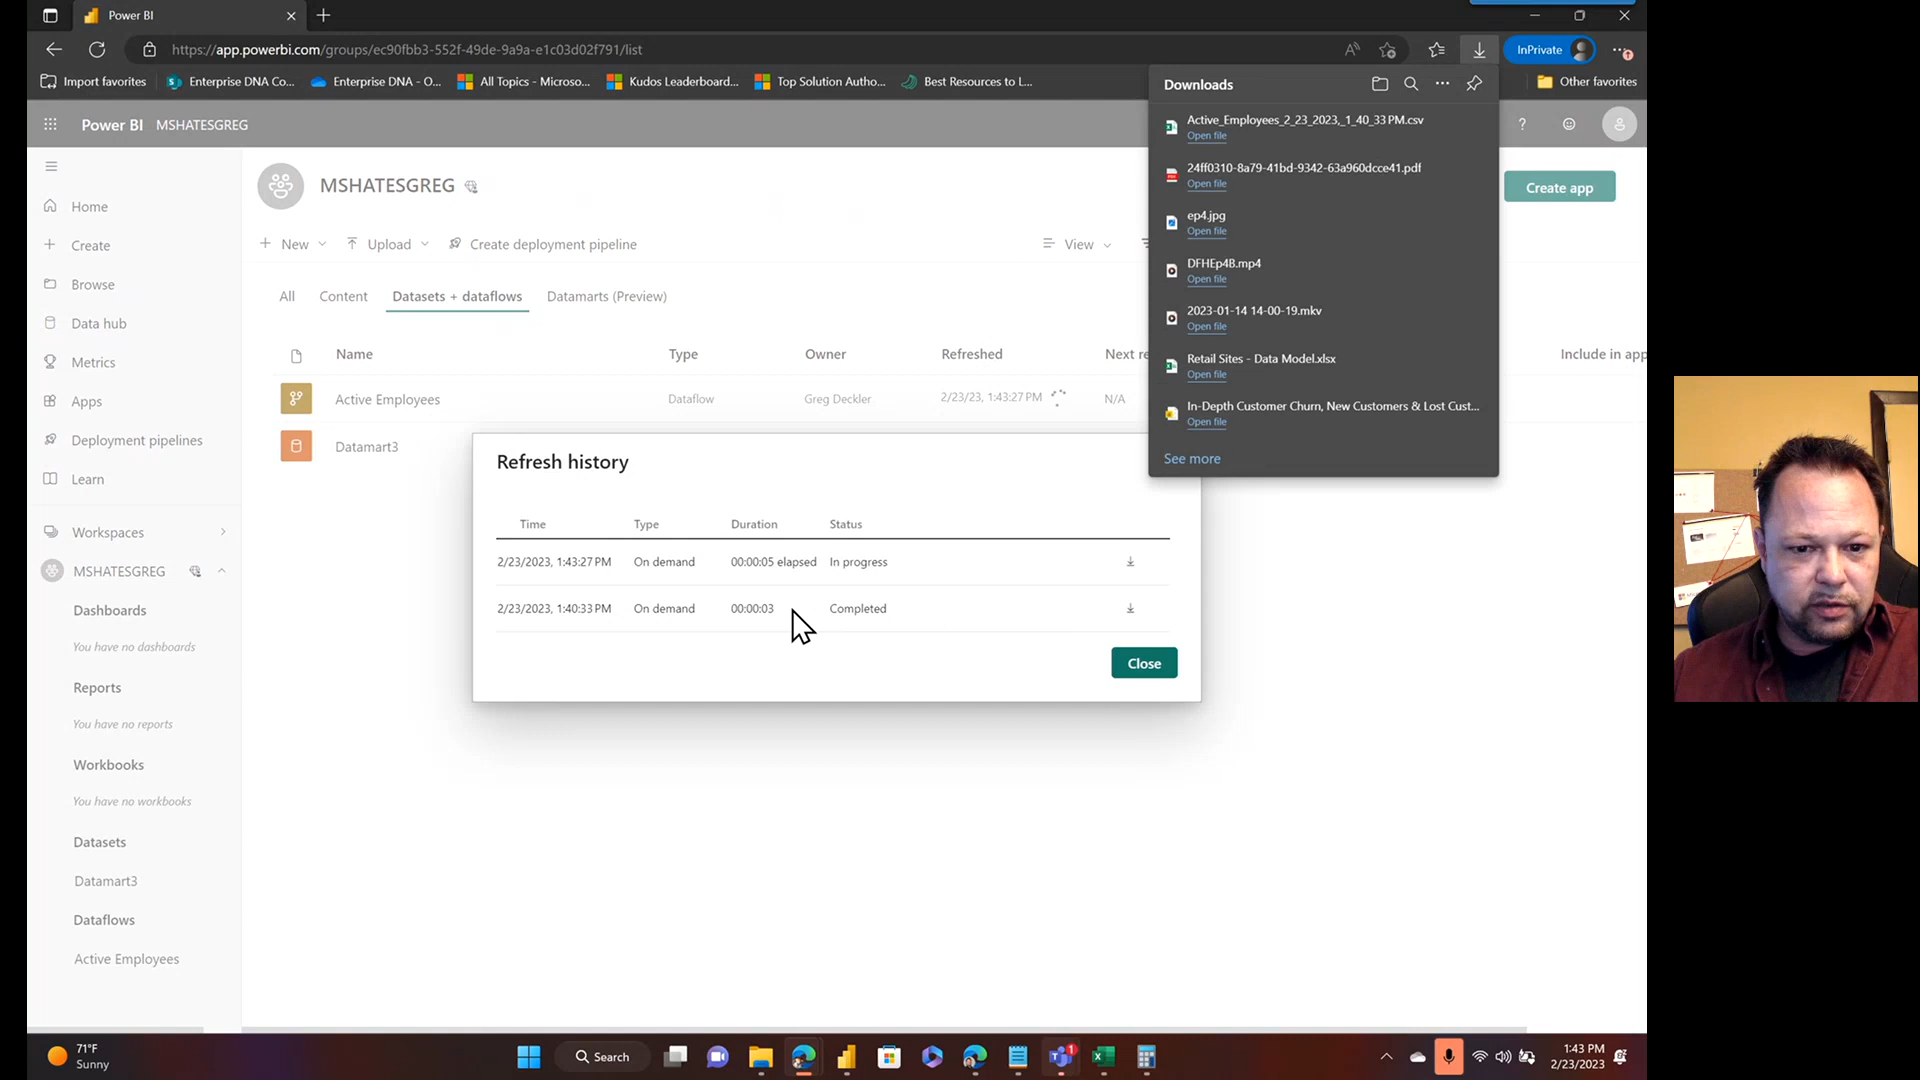 Power BI
https://app.powerbi.com/groups/ec90fbb3-552f-49de-9a9a-e1c03d02f791/list
InPrivate
Import favorites
Enterprise DNA Co...
Enterprise DNA - O...
All Topics - Microso...
Kudos Leaderboard...
Top Solution Autho...
Best Resources to L...
Other favorites
Downloads
Active_Employees_2_23_2023,_1_40_33 PM.csv
Open file
24ff0310-8a79-41bd-9342-63a960dcce41.pdf
Open file
ep4.jpg
Open file
DFHEp4B.mp4
Open file
2023-01-14 14-00-19.mkv
Open file
Retail Sites - Data Model.xlsx
Open file
In-Depth Customer Churn, New Customers & Lost Cust...
Open file
See more
Power BI MSHATESGREG
?
Home
Create
Browse
Data hub
Metrics
Apps
Deployment pipelines
Learn
Workspaces
MSHATESGREG
Dashboards
You have no dashboards
Reports
You have no reports
Workbooks
You have no workbooks
Datasets
Datamart3
Dataflows
Active Employees
MSHATESGREG
Create app
New
Upload
Create deployment pipeline
View
All
Content
Datasets + dataflows
Datamarts (Preview)
Name Type Owner Refreshed Next re Include in app
Active Employees Dataflow Greg Deckler 2/23/23, 1:43:27 PM N/A
Datamart3
Refresh history
Time Type Duration Status
2/23/2023, 1:43:27 PM On demand 00:00:05 elapsed In progress
2/23/2023, 1:40:33 PM On demand 00:00:03 Completed
Close
71°F
Sunny
Search
1
1:43 PM
2/23/2023